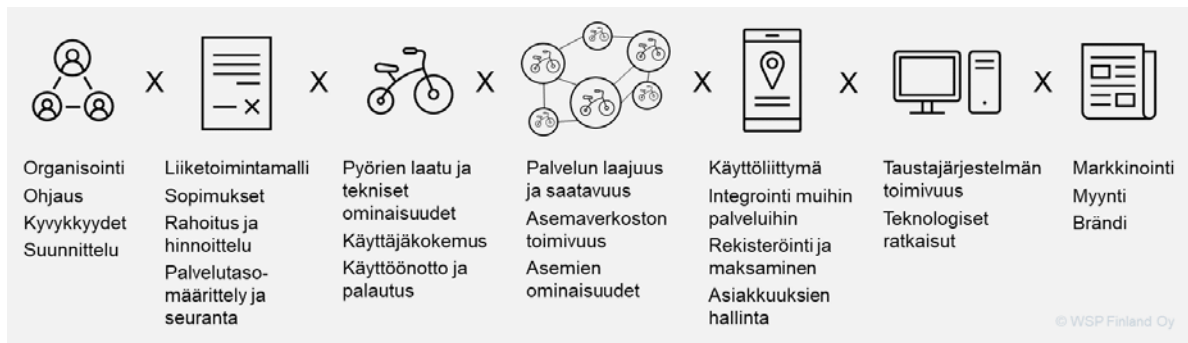 X X X X X X
Organisointi
Ohjaus
Kyvykkyydet
Suunnittelu
Liiketoimintamalli
Sopimukset
Rahoitus ja
hinnoittelu
Palvelutaso-
määrittely ja
seuranta
Pyörien laatu ja
tekniset
ominaisuudet
Käyttäjäkokemus
Käyttöönotto ja
palautus
Palvelun laajuus
ja saatavuus
Asemaverkoston
toimivuus
Asemien
ominaisuudet
Käyttöliittymä
Integrointi muihin
palveluihin
Rekisteröinti ja
maksaminen
Asiakkuuksien
hallinta
Taustajärjestelmän
toimivuus
Teknologiset
ratkaisut
Markkinointi
Myynti
Brändi
© WSP Finland Oy